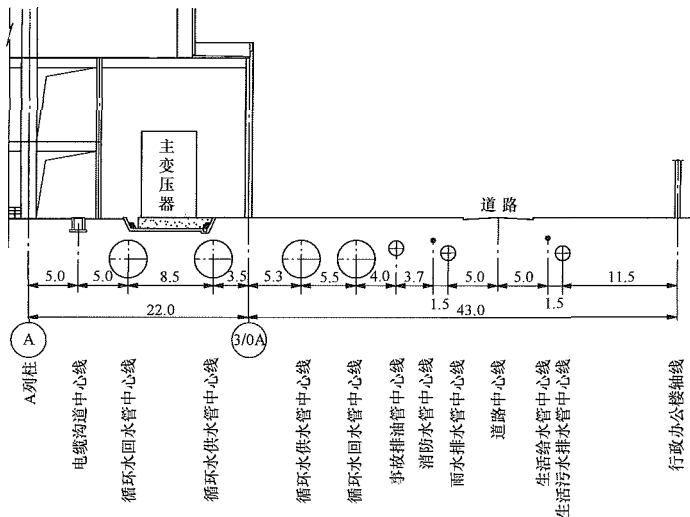 主变压器
道路
5.0
5.0
8.5
3.5
5.3
5.5
4.0
3.7
1.5
5.0
5.0
1.5
11.5
22.0
43.0
A
3/0A
A列柱
电缆沟道中心线
循环水回水管中心线
循环水供水管中心线
循环水供水管中心线
循环水回水管中心线
事故排油管中心线
消防水管中心线
雨水排水管中心线
道路中心线
生活给水管中心线
生活污水排水管中心线
行政办公楼轴线